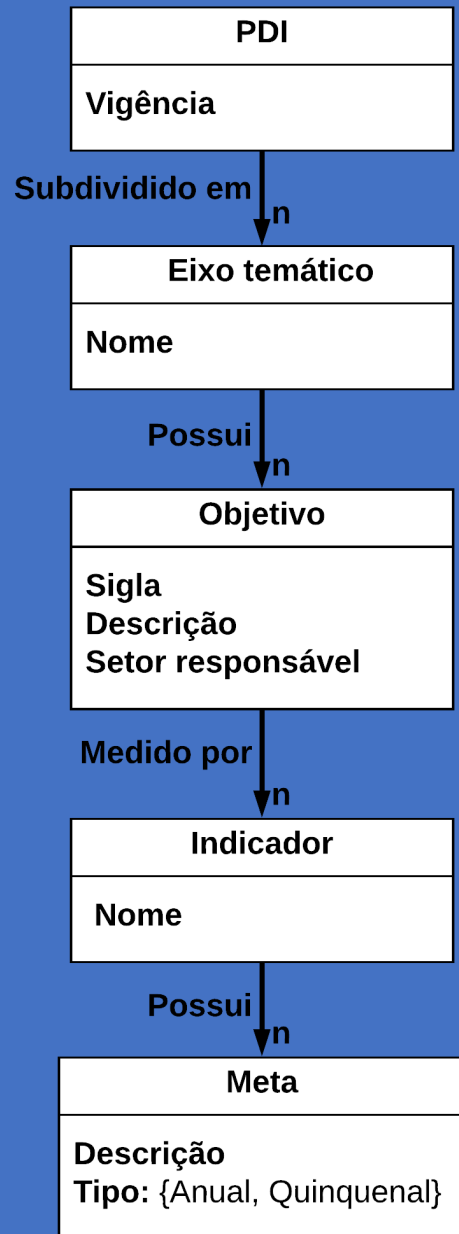 PDI
Vigência
Subdividido em
n
Eixo temático
Nome
Possui
n
Objetivo
Sigla
Descrição
Setor responsável
Medido por
n
Indicador
Nome
Possui
n
Meta
Descrição
Tipo: {Anual, Quinquenal}